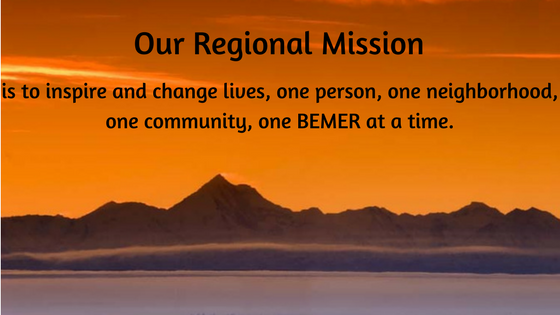 Our Regional Mission
is to inspire and change lives, one person, one neighborhood,
one community, one BEMER at a time.